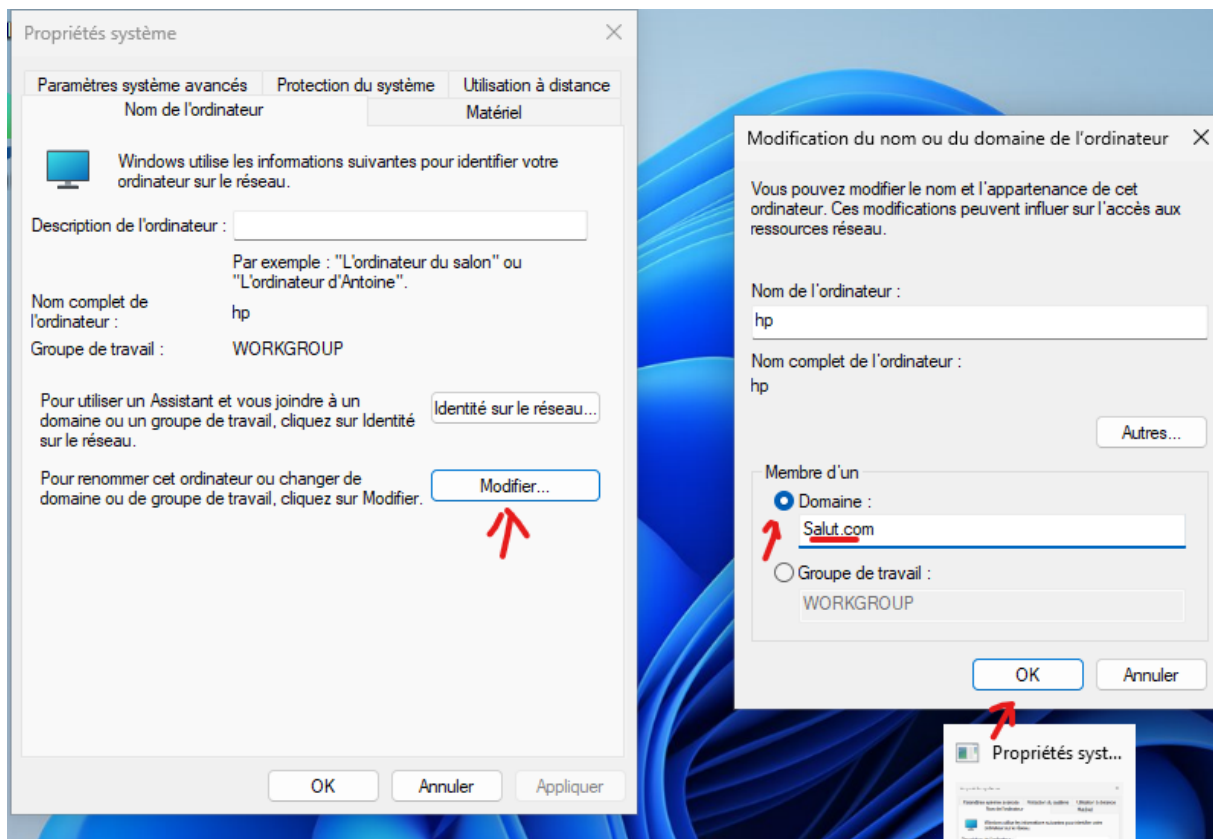 Propriétés système
Paramètres système avancés Protection du système Utilisation à distance
Nom de l'ordinateur Matériel
Windows utilise les informations suivantes pour identifier votre
ordinateur sur le réseau.
Description de l'ordinateur :
Par exemple : "L'ordinateur du salon" ou
"L'ordinateur d'Antoine".
Nom complet de
l'ordinateur :
hp
Groupe de travail : WORKGROUP
Pour utiliser un Assistant et vous joindre à un
domaine ou un groupe de travail, cliquez sur Identité
sur le réseau.
Identité sur le réseau...
Pour renommer cet ordinateur ou changer de
domaine ou de groupe de travail, cliquez sur Modifier.
Modifier...
OK Annuler Appliquer
Modification du nom ou du domaine de l'ordinateur
Vous pouvez modifier le nom et l'appartenance de cet
ordinateur. Ces modifications peuvent influer sur l'accès aux
ressources réseau.
Nom de l'ordinateur :
hp
Nom complet de l'ordinateur :
hp
Autres...
Membre d'un
Domaine :
Salut.com
Groupe de travail :
WORKGROUP
OK Annuler
Propriétés syst...